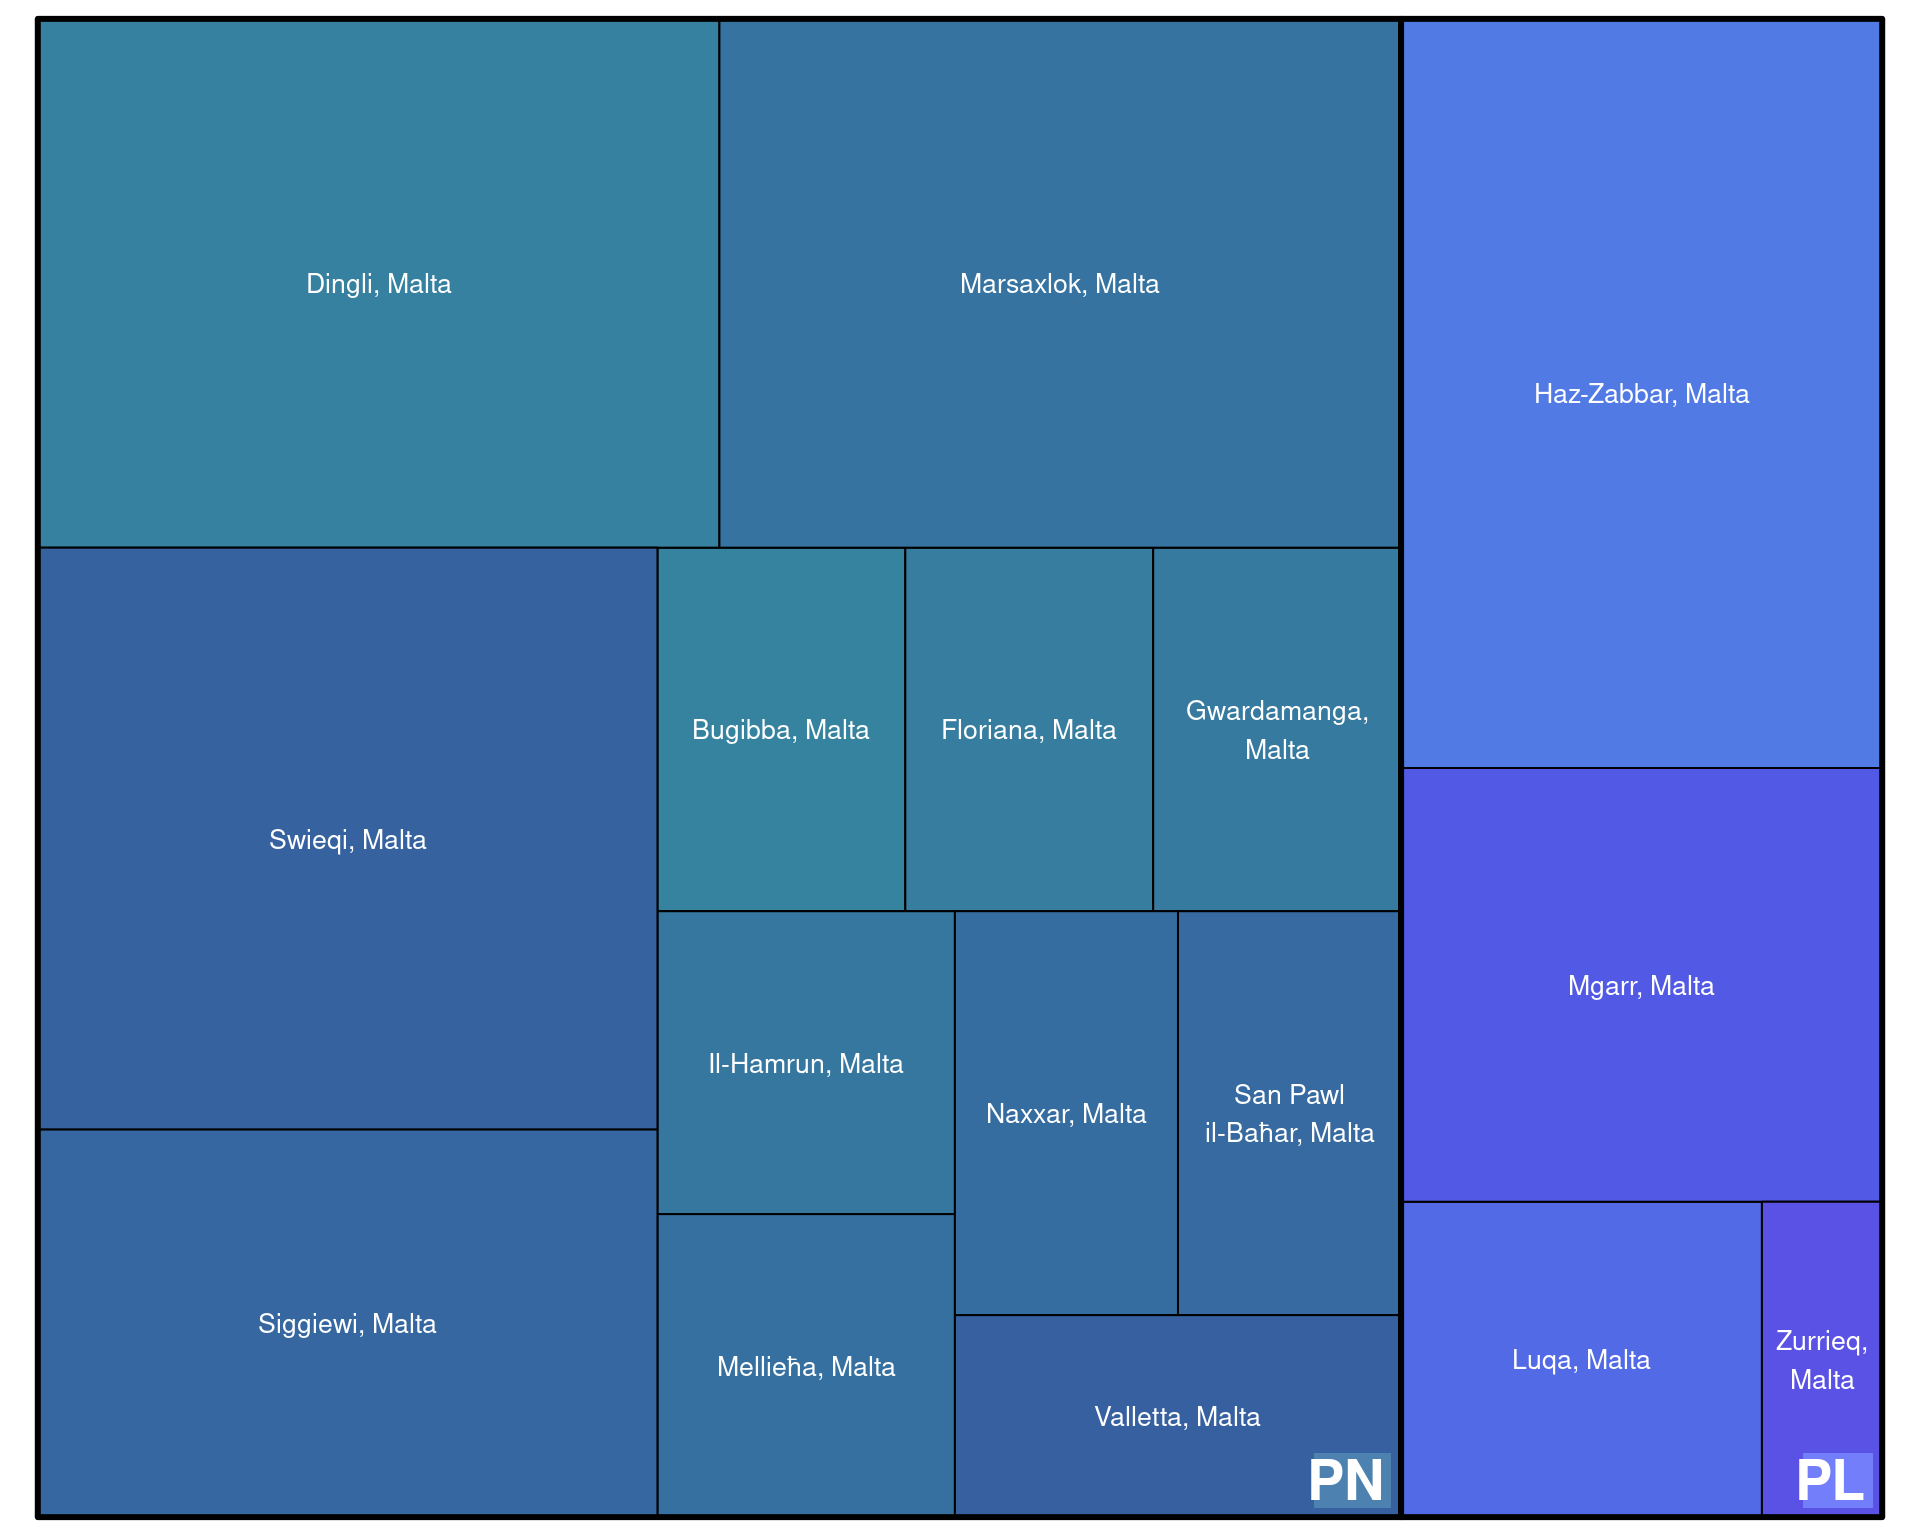 Dingli, Malta
Marsaxlok, Malta
Haz-Zabbar, Malta
Bugibba, Malta
Floriana, Malta
Gwardamanga,
Malta
Swieqi, Malta
Mgarr, Malta
Il-Hamrun, Malta
Naxxar, Malta
San Pawl
il-Baħar, Malta
Siggiewi, Malta
Mellieħa, Malta
Valletta, Malta
Luqa, Malta
Zurrieq,
Malta
PN
PL